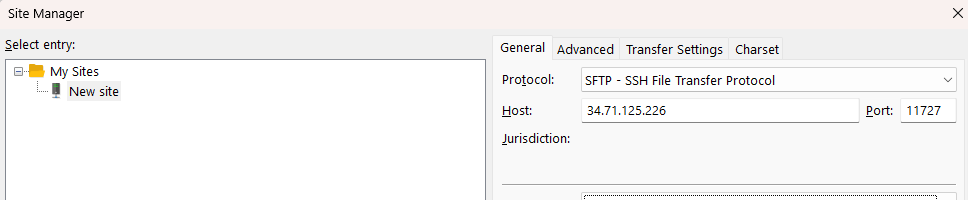 Site Manager
Select entry:
My Sites
New site
General Advanced Transfer Settings Charset
Protocol: SFTP - SSH File Transfer Protocol
Host: 34.71.125.226 Port: 11727
Jurisdiction: